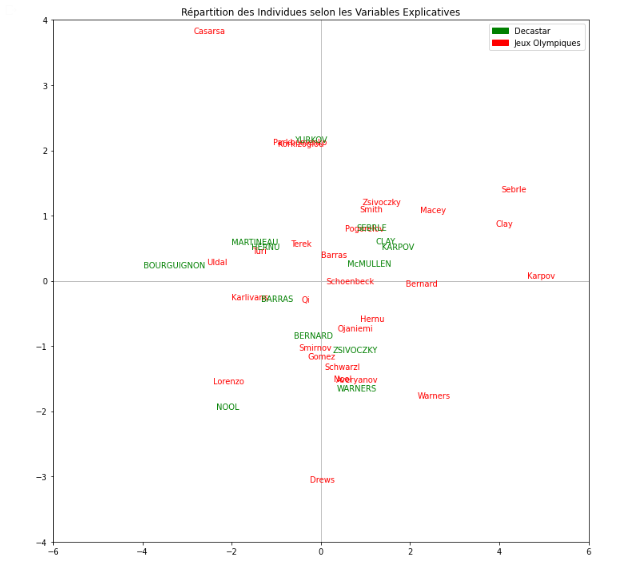 Répartition des Individues selon les Variables Explicatives
Decastar
Jeux Olympiques
Casarsa
YURKOV
Korkizoglou
Sebrle
Zsivoczky
Smith
Macey
Clay
SEBRLE
Pogorelov
MARTINEAU
HERNU
Turi
Terek
CLAY
KARPOV
Barras
BOURGUIGNON
Uldal
McMULLEN
Karpov
Schoenbeck
Bernard
Karlivans
BARRAS
Qi
Hernu
Ojaniemi
BERNARD
Smirnov
ZSIVOCZKY
Gomez
Schwarzl
Lorenzo
Nool
Averyanov
WARNERS
Warners
NOOL
Drews
4
3
2
1
0
−1
−2
−3
−4
−6 −4 −2 0 2 4 6